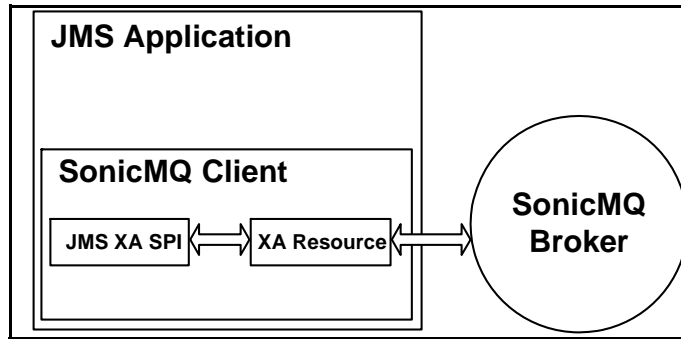 JMS Application
SonicMQ Client
JMS XA SPI
XA Resource
SonicMQ
Broker